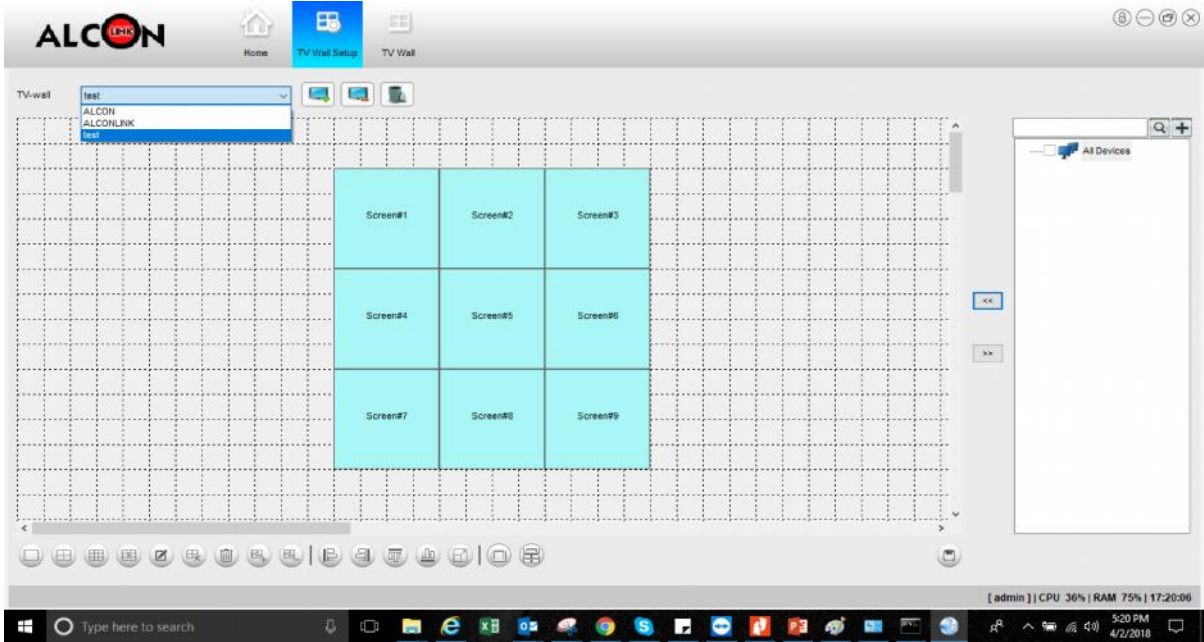 ALCON LINK
Home
TV Wall Setup
TV Wall
TV-wall
test
ALCON
ALCONLINK
test
All Devices
Screen#1
Screen#2
Screen#3
Screen#4
Screen#5
Screen#6
Screen#7
Screen#8
Screen#9
<<
>>
[ admin ] | CPU 36% | RAM 75% | 17:20:06
Type here to search
5:20 PM
4/2/2018